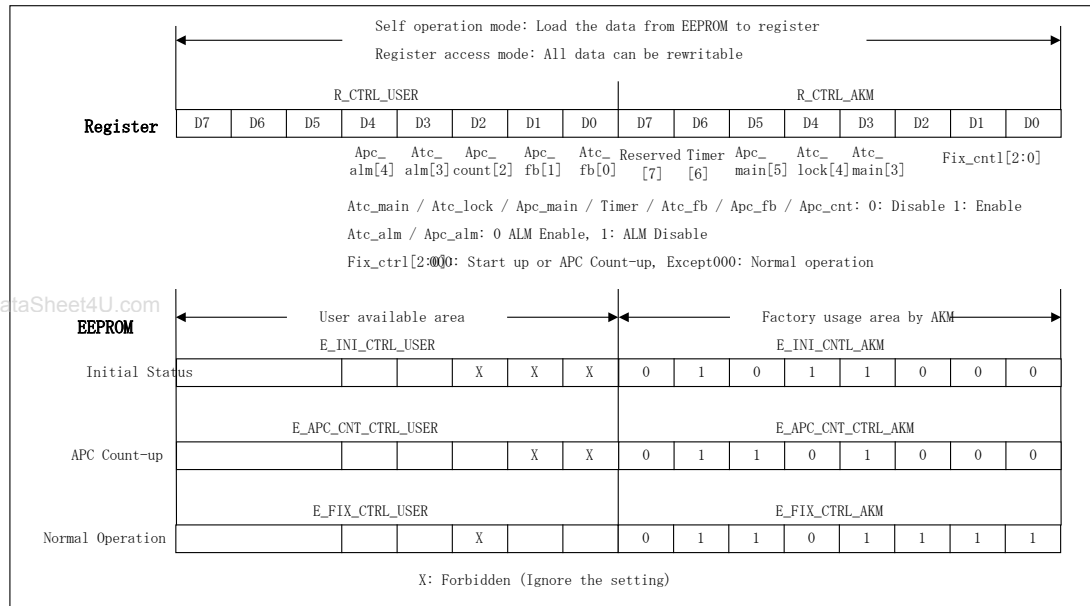 Self operation mode: Load the data from EEPROM to register
Register access mode: All data can be rewritable
R_CTRL_USER R_CTRL_AKM
Register D7 D6 D5 D4 D3 D2 D1 D0 D7 D6 D5 D4 D3 D2 D1 D0
Apc_ Atc_ Apc_ Apc_ Atc_ Reserved Timer Apc_ Atc_ Atc_ Fix_cntl[2:0]
alm[4] alm[3] count[2] fb[1] fb[0] [7] [6] main[5] lock[4] main[3]
Atc_main / Atc_lock / Apc_main / Timer / Atc_fb / Apc_fb / Apc_cnt: 0: Disable 1: Enable
Atc_alm / Apc_alm: 0 ALM Enable, 1: ALM Disable
Fix_ctrl[2:0]000: Start up or APC Count-up, Except000: Normal operation
ataSheet4U.com
EEPROM User available area Factory usage area by AKM
E_INI_CTRL_USER E_INI_CNTL_AKM
Initial Status X X X 0 1 0 1 1 0 0 0
E_APC_CNT_CTRL_USER E_APC_CNT_CTRL_AKM
APC Count-up X X 0 1 1 0 1 0 0 0
E_FIX_CTRL_USER E_FIX_CTRL_AKM
Normal Operation X 0 1 1 0 1 1 1 1
X: Forbidden (Ignore the setting)